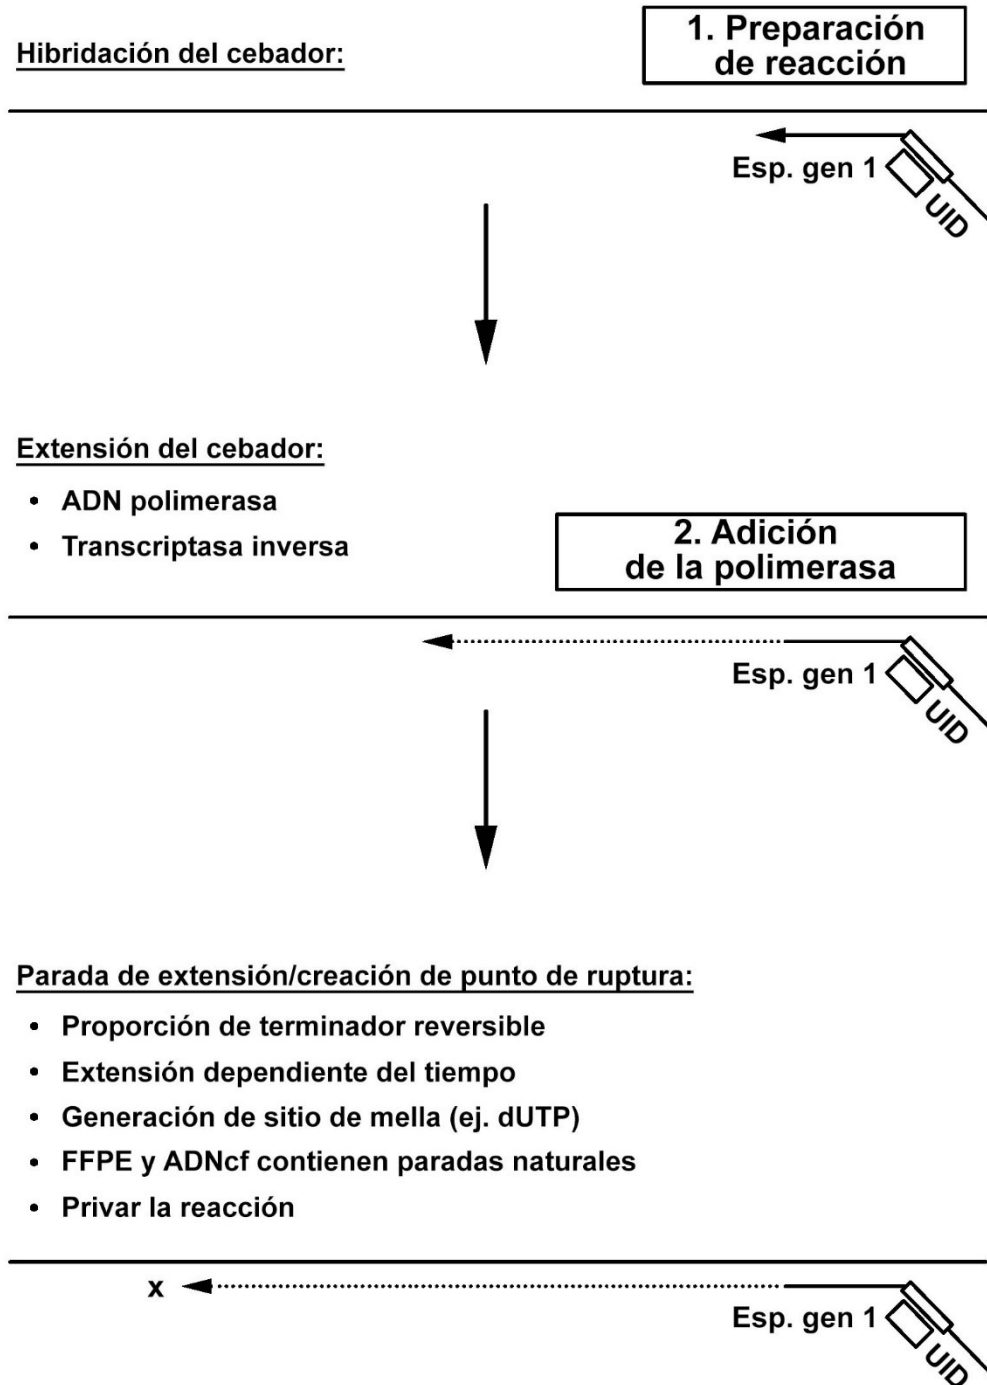 Hibridación del cebador:
1. Preparación
de reacción
Esp. gen 1
UID
Extensión del cebador:
• ADN polimerasa
• Transcriptasa inversa
2. Adición
de la polimerasa
Esp. gen 1
UID
Parada de extensión/creación de punto de ruptura:
• Proporción de terminador reversible
• Extensión dependiente del tiempo
• Generación de sitio de mella (ej. dUTP)
• FFPE y ADNcf contienen paradas naturales
• Privar la reacción
x
Esp. gen 1
UID